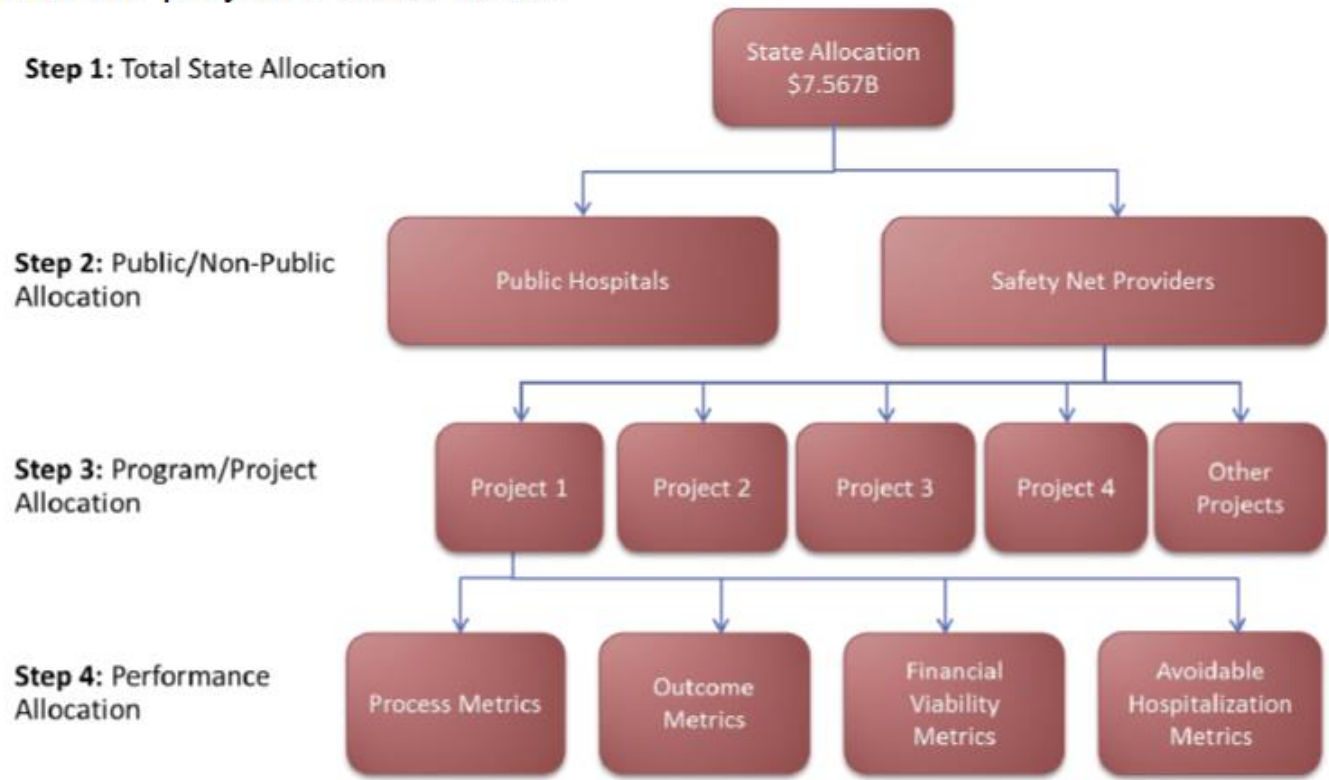 Step 1: Total State Allocation
State Allocation
$7.567B
Step 2: Public/Non-Public
Allocation
Public Hospitals
Safety Net Providers
Step 3: Program/Project
Allocation
Project 1
Project 2
Project 3
Project 4
Other
Projects
Step 4: Performance
Allocation
Process Metrics
Outcome
Metrics
Financial
Viability
Metrics
Avoidable
Hospitalization
Metrics